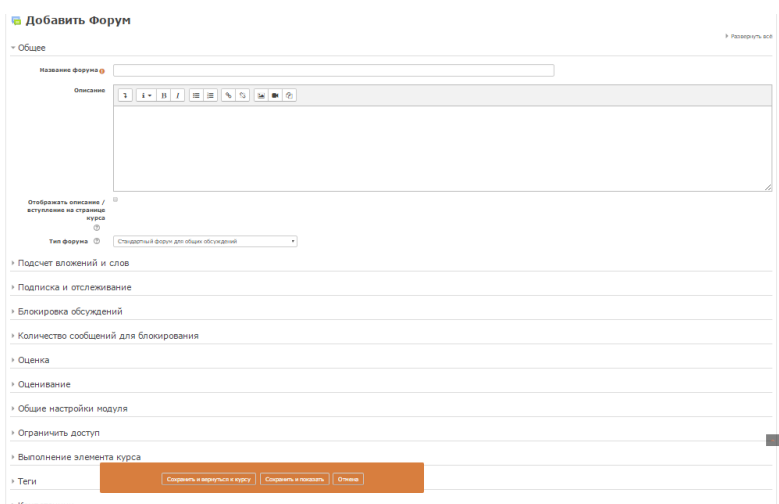 Добавить Форум
Развернуть всё
Общее
Название форума
Описание
Отображать описание /
вступление на странице
курса
Тип форума
Стандартный форум для общих обсуждений
Подсчет вложений и слов
Подписка и отслеживание
Блокировка обсуждений
Количество сообщений для блокирования
Оценка
Оценивание
Общие настройки модуля
Ограничить доступ
Выполнение элемента курса
Теги
Сохранить и вернуться к курсу Сохранить и показать Отмена